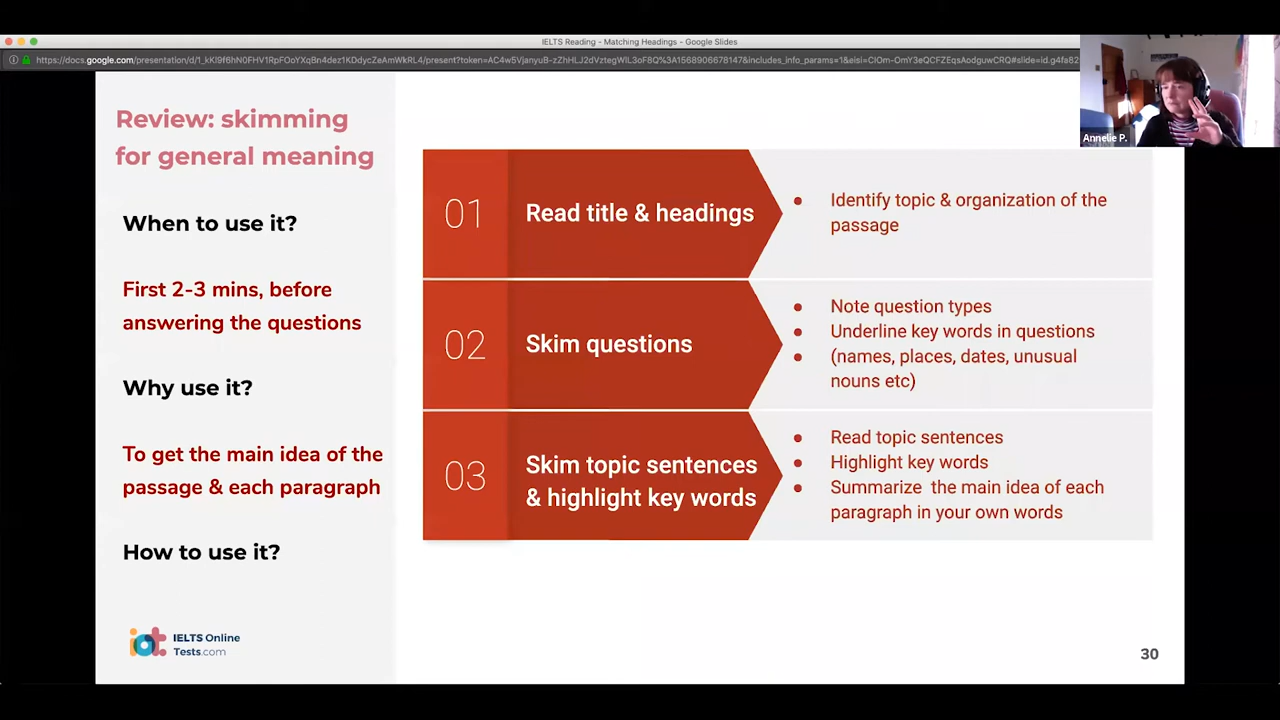 IELTS Reading - Matching Headings - Google Slides
Annelie P.
Review: skimming
for general meaning
When to use it?
First 2-3 mins, before
answering the questions
Why use it?
To get the main idea of the
passage & each paragraph
How to use it?
01
Read title & headings
Identify topic & organization of the
passage
02
Skim questions
Note question types
Underline key words in questions
(names, places, dates, unusual
nouns etc)
03
Skim topic sentences
& highlight key words
Read topic sentences
Highlight key words
Summarize the main idea of each
paragraph in your own words
iot
IELTS Online
Tests.com
30